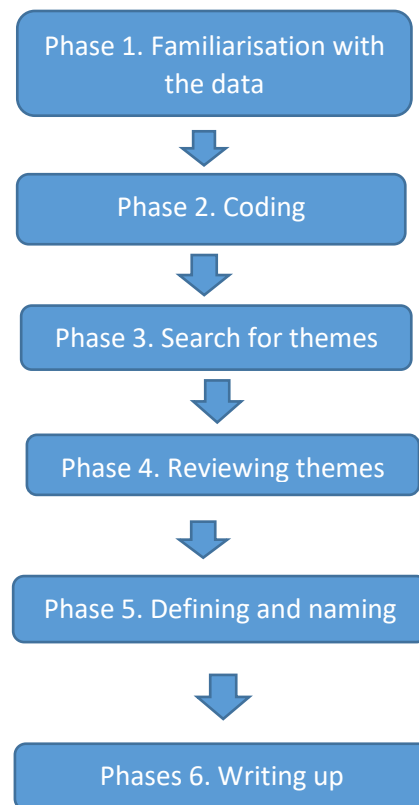 Phase 1. Familiarisation with
the data
Phase 2. Coding
Phase 3. Search for themes
Phase 4. Reviewing themes
Phase 5. Defining and naming
Phases 6. Writing up